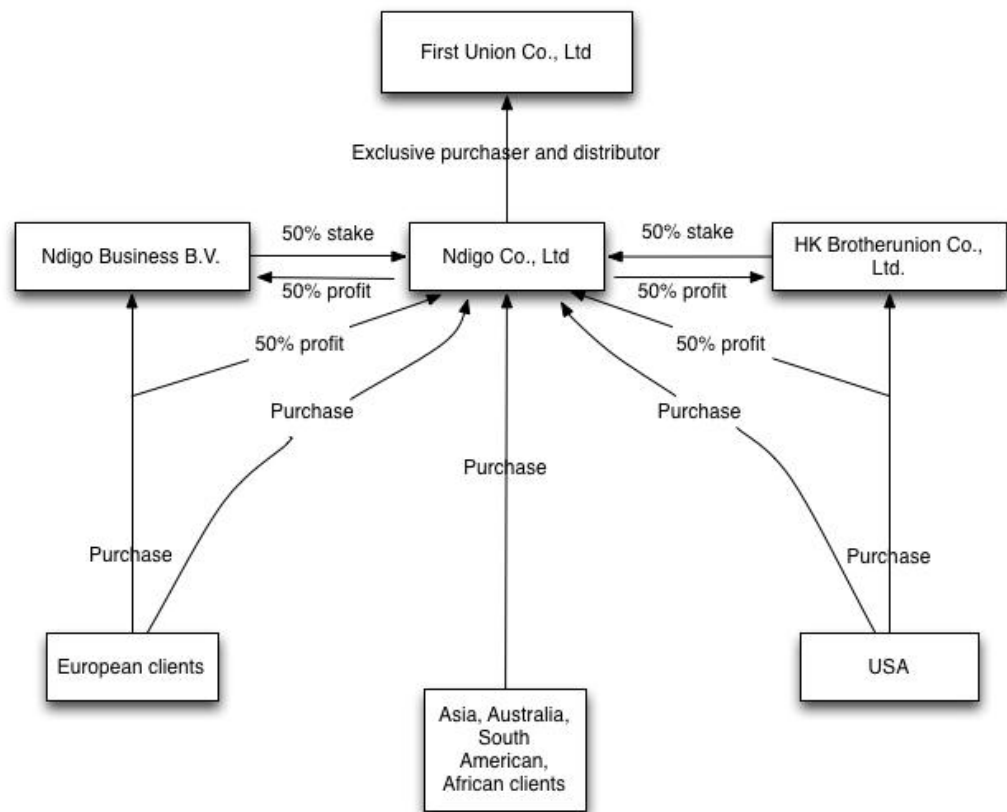 First Union Co., Ltd
Exclusive purchaser and distributor
50% stake
50% stake
Ndigo Business B.V.
Ndigo Co., Ltd
HK Brotherunion Co.,
Ltd.
50% profit
50% profit
50% profit
50% profit
Purchase
Purchase
Purchase
Purchase
Purchase
European clients
USA
Asia, Australia,
South
American,
African clients